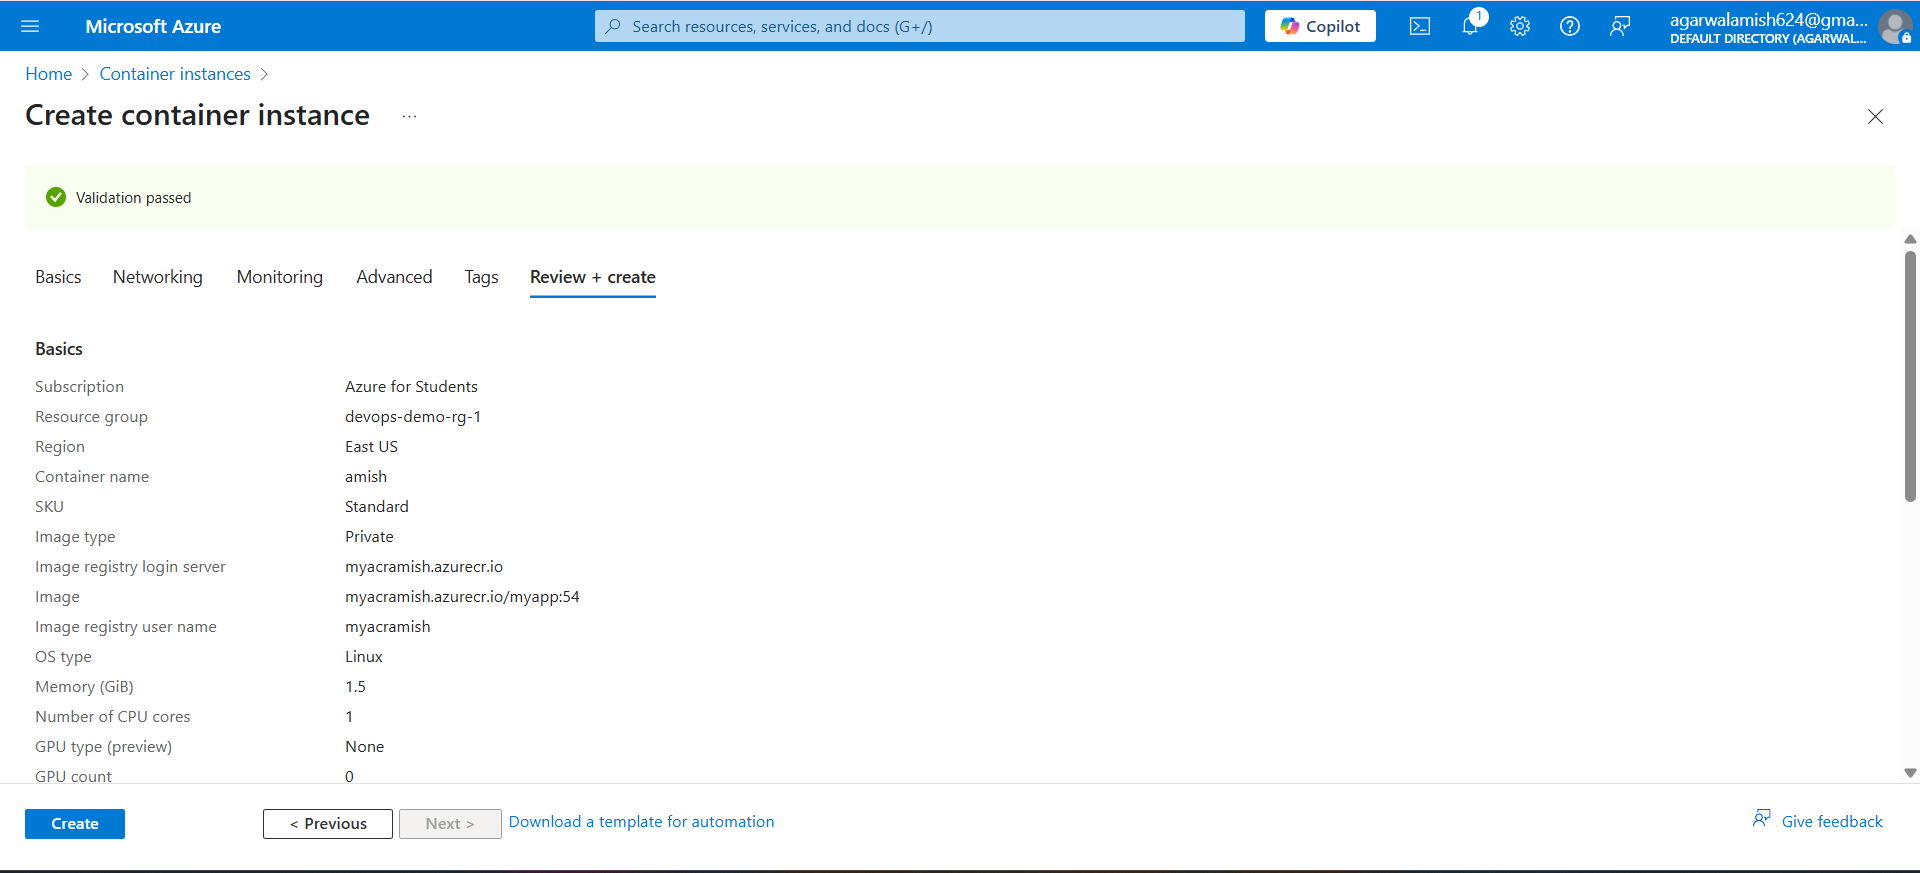 Microsoft Azure
Search resources, services, and docs (G+/)
Copilot
1
agarwalamish624@gma...
DEFAULT DIRECTORY (AGARWAL...
Home > Container instances >
Create container instance ...
Validation passed
Basics Networking Monitoring Advanced Tags Review + create
Basics
Subscription Azure for Students
Resource group devops-demo-rg-1
Region East US
Container name amish
SKU Standard
Image type Private
Image registry login server myacramish.azurecr.io
Image myacramish.azurecr.io/myapp:54
Image registry user name myacramish
OS type Linux
Memory (GiB) 1.5
Number of CPU cores 1
GPU type (preview) None
GPU count 0
Create < Previous Next > Download a template for automation Give feedback